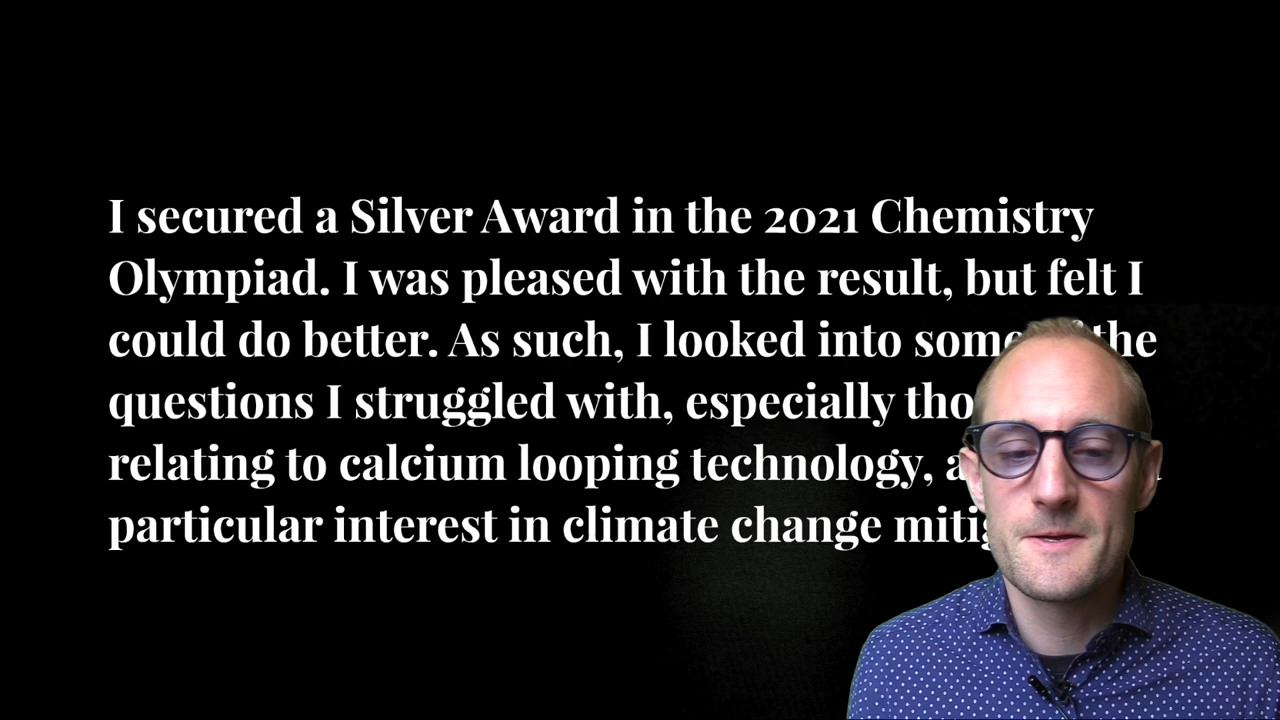 I secured a Silver Award in the 2021 Chemistry
Olympiad. I was pleased with the result, but felt I
could do better. As such, I looked into some the
questions I struggled with, especially
relating to calcium looping technology,
particular interest in climate change